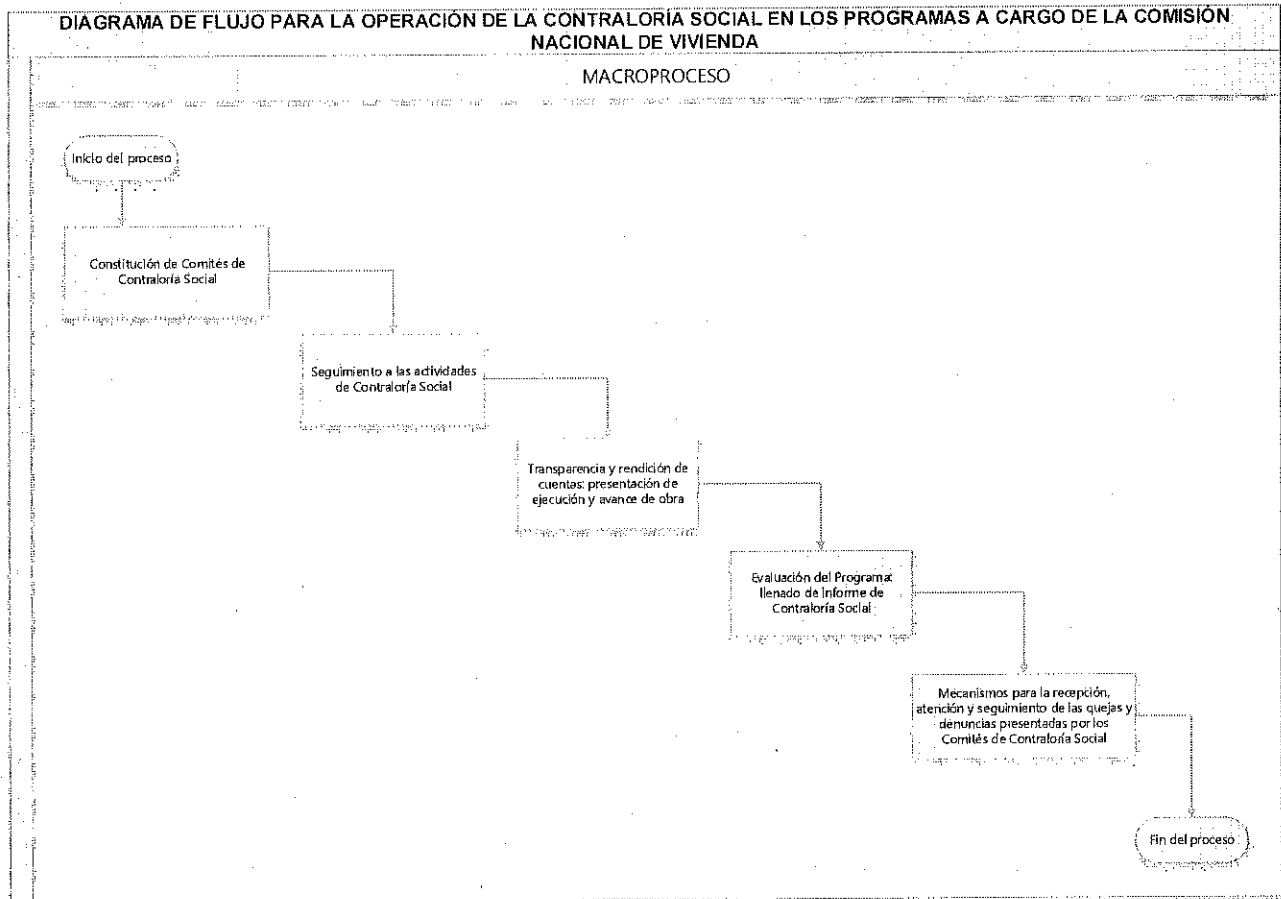 DIAGRAMA DE FLUJO PARA LA OPERACIÓN DE LA CONTRALORÍA SOCIAL EN LOS PROGRAMAS A CARGO DE LA COMISIÓN
NACIONAL DE VIVIENDA
MACROPROCESO
Inicio del proceso
Constitución de Comités de
Contraloría Social
Seguimiento a las actividades
de Contraloría Social
Transparencia y rendición de
cuentas: presentación de
ejecución y avance de obra
Evaluación del Programa:
llenado de Informe de
Contraloría Social
Mecanismos para la recepción,
atención y seguimiento de las quejas y
denuncias presentadas por los
Comités de Contraloría Social
Fin del proceso